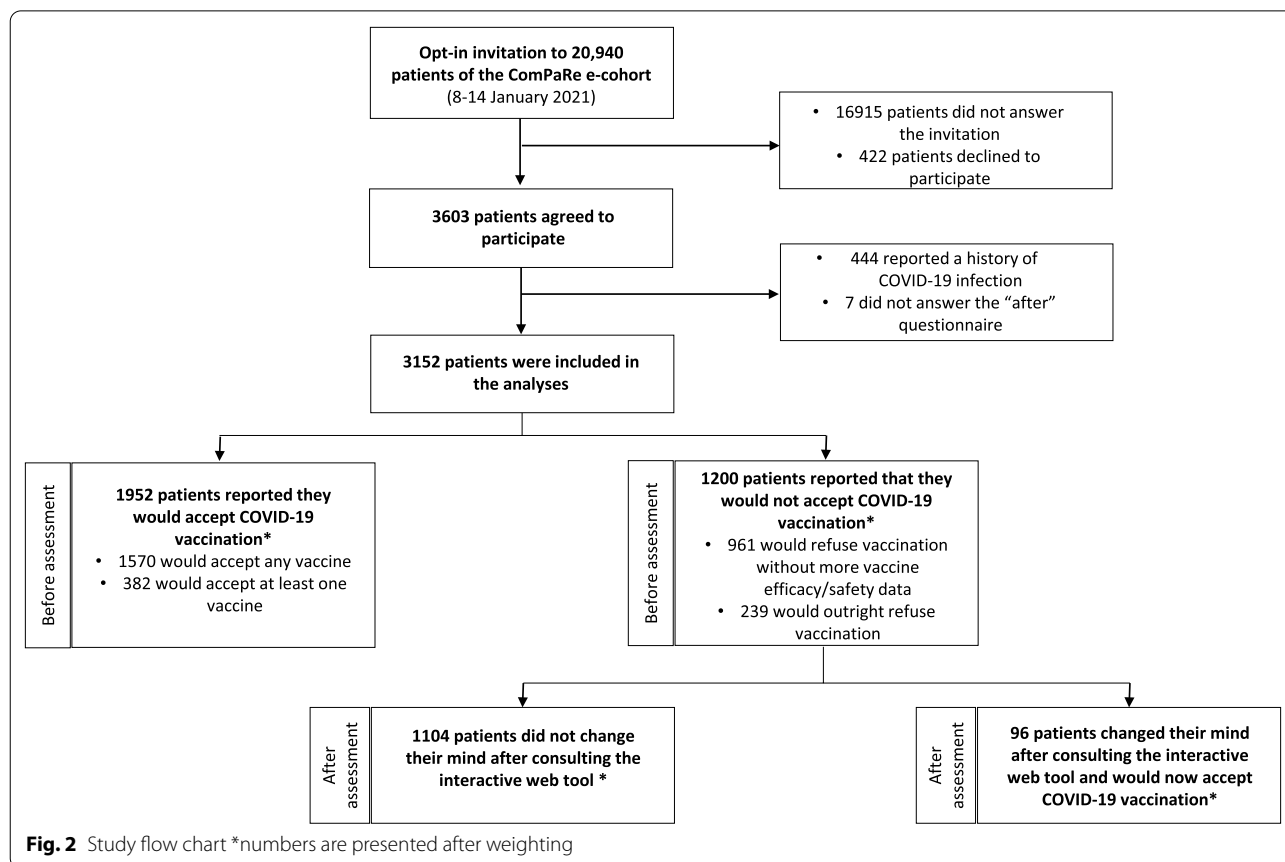 Opt-in invitation to 20,940
patients of the ComPaRe e-cohort
(8-14 January 2021)
• 16915 patients did not answer
the invitation
• 422 patients declined to
participate
3603 patients agreed to
participate
• 444 reported a history of
COVID-19 infection
• 7 did not answer the “after”
questionnaire
3152 patients were included in
the analyses
Before assessment
1952 patients reported they
would accept COVID-19
vaccination*
• 1570 would accept any vaccine
• 382 would accept at least one
vaccine
Before assessment
1200 patients reported that they
would not accept COVID-19
vaccination*
• 961 would refuse vaccination
without more vaccine
efficacy/safety data
• 239 would outright refuse
vaccination
After
assessment
1104 patients did not change
their mind after consulting the
interactive web tool *
After
assessment
96 patients changed their mind
after consulting the interactive
web tool and would now accept
COVID-19 vaccination*
Fig. 2 Study flow chart *numbers are presented after weighting